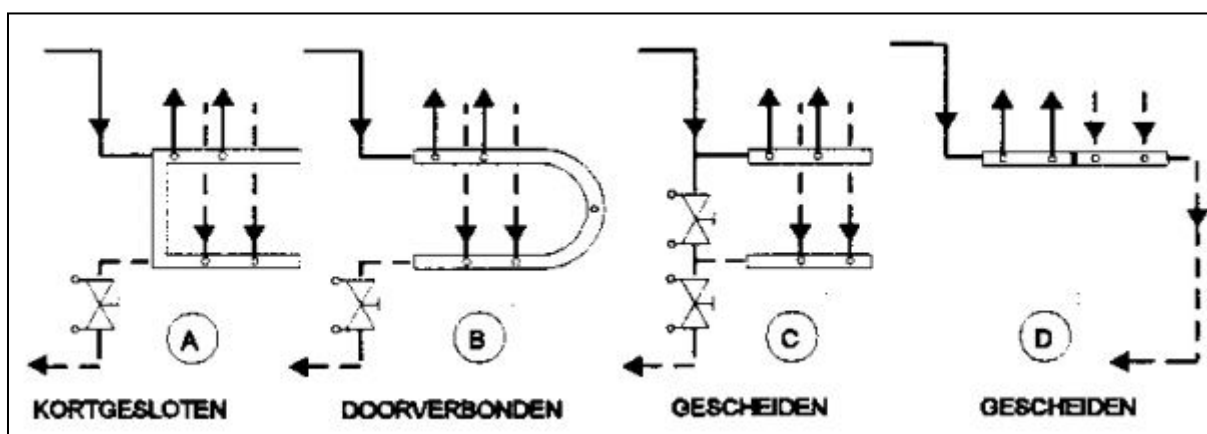 A
B
C
D
KORTGESLOTEN
DOORVERBONDEN
GESCHEIDEN
GESCHEIDEN